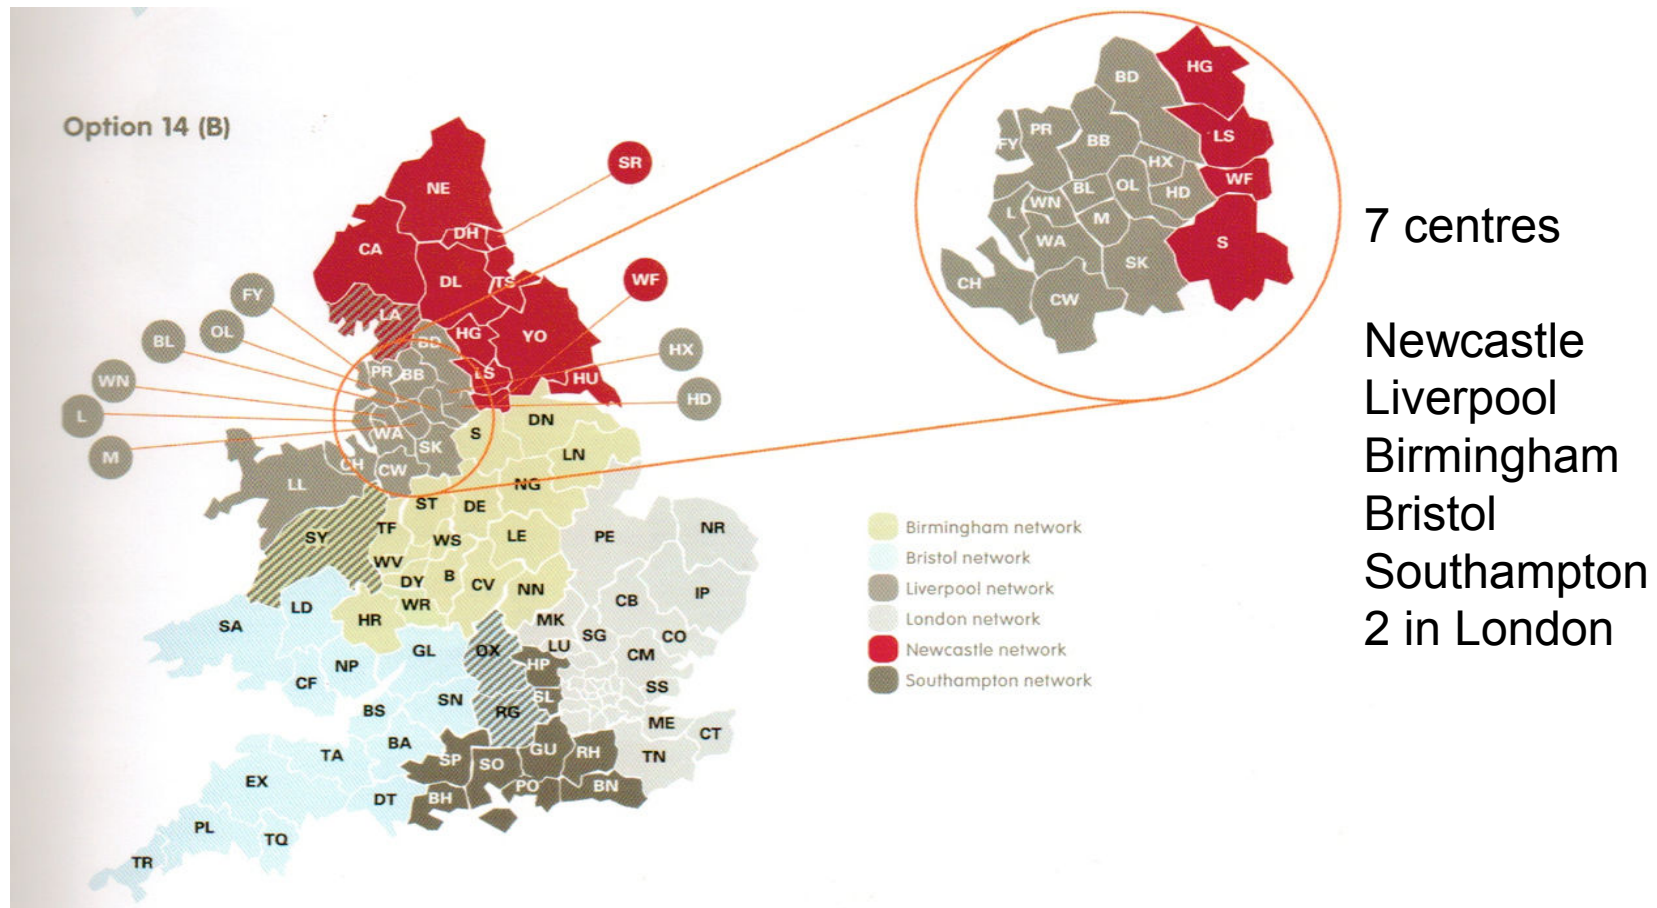 Option 14 (B)
SR
NE
DH
CA
DL
TS
WF
FY
LA
OL
BL
HG
YO
BD
HX
PR
BB
LS
HU
WN
HD
L
DN
S
WA
SK
M
LN
CH
CW
LL
NG
ST
DE
TF
SY
WS
LE
PE
NR
WV
DY
B
CV
NN
WR
HR
LD
SA
CB
IP
MK
SG
CO
GL
OX
LU
HP
CM
NP
CF
SN
SL
SS
BS
RG
ME
CT
BA
TA
SP
SO
GU
RH
TN
EX
DT
BH
PO
BN
PL
TQ
TR
HG
BD
PR
FY
BB
LS
HX
WF
BL
OL
HD
WN
L
M
WA
S
SK
CH
CW
Birmingham network
Bristol network
Liverpool network
London network
Newcastle network
Southampton network
7 centres
Newcastle
Liverpool
Birmingham
Bristol
Southampton
2 in London